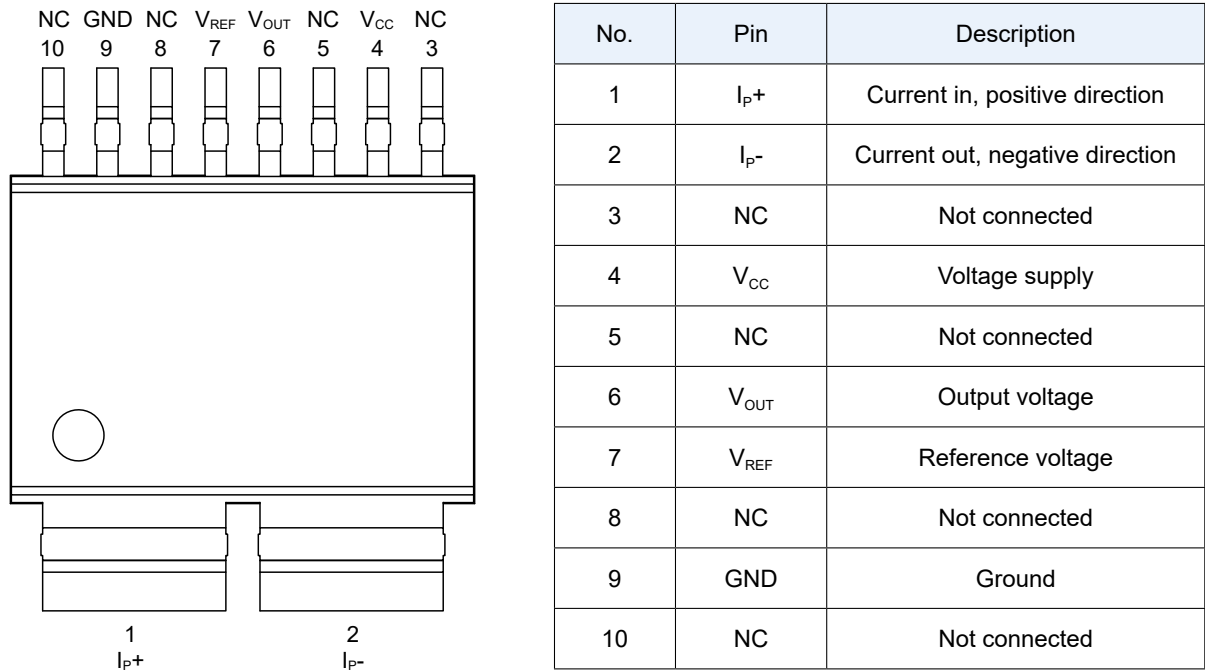 NC GND NC VREF VOUT NC VCC NC
10 9 8 7 6 5 4 3
1 2
IP+ IP-
No. Pin Description
1 IP+ Current in, positive direction
2 IP- Current out, negative direction
3 NC Not connected
4 VCC Voltage supply
5 NC Not connected
6 VOUT Output voltage
7 VREF Reference voltage
8 NC Not connected
9 GND Ground
10 NC Not connected